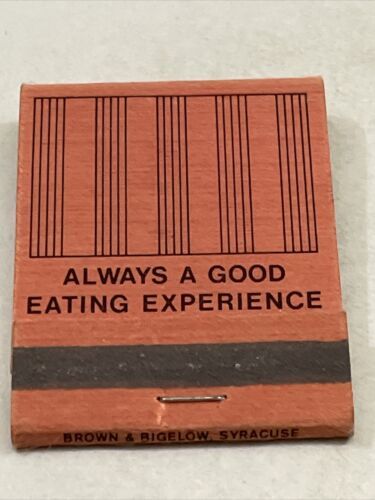 ALWAYS A GOOD
EATING EXPERIENCE
BROWN & BIGELOW, SYRACUSE